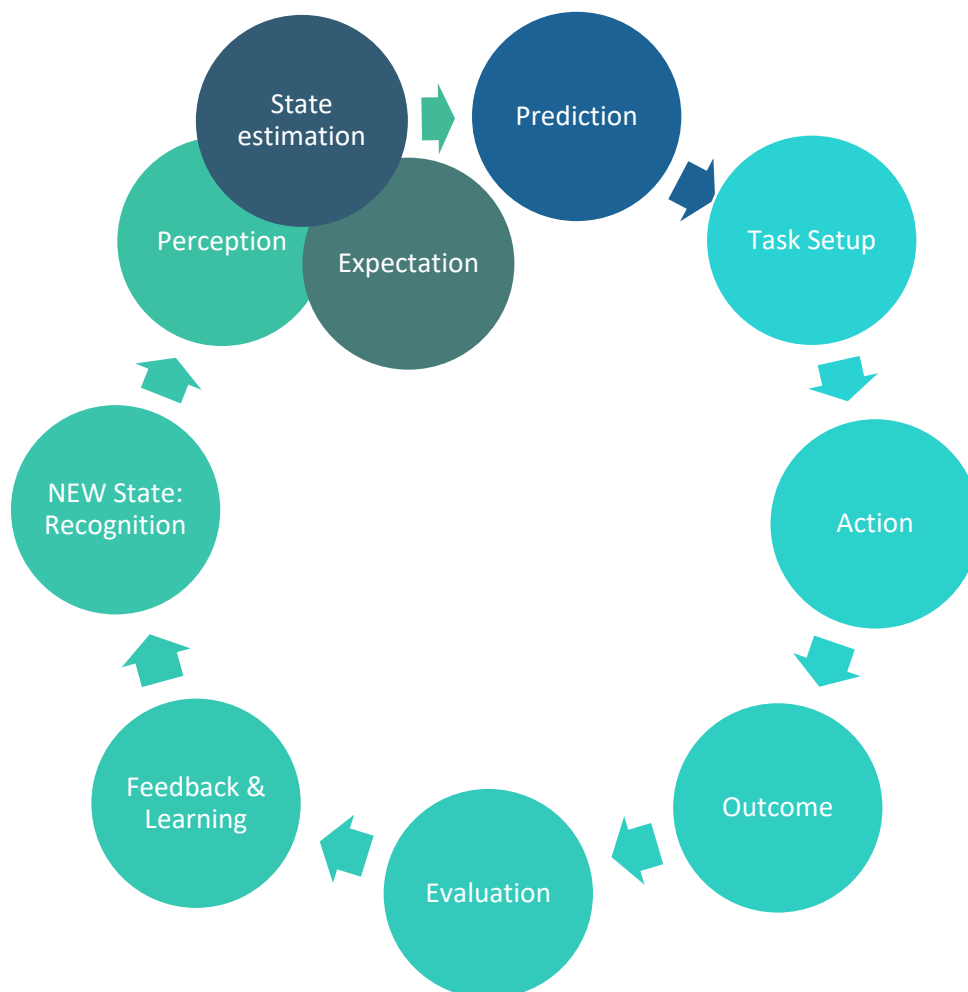 State
estimation
Prediction
Task Setup
Perception
Expectation
NEW State:
Recognition
Action
Feedback &
Learning
Outcome
Evaluation